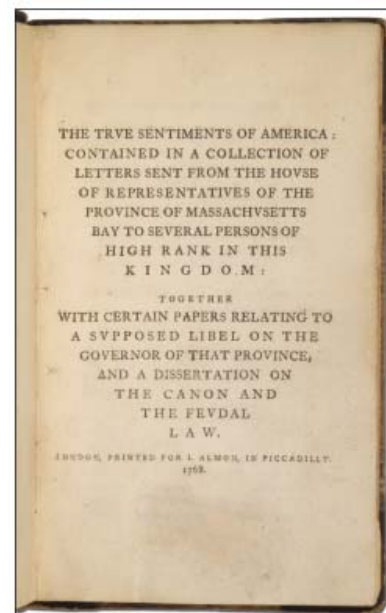 THE TRVE SENTIMENTS OF AMERICA:
CONTAINED IN A COLLECTION OF
LETTERS SENT FROM THE HOVSE
OF REPRESENTATIVES OF THE
PROVINCE OF MASSACHVSETTS
BAY TO SEVERAL PERSONS OF
HIGH RANK IN THIS
KINGDOM:
TOGETHER
WITH CERTAIN PAPERS RELATING TO
A SVPPOSED LIBEL ON THE
GOVERNOR OF THAT PROVINCE,
AND A DISSERTATION ON
THE CANON AND
THE FEVDAL
LAW.
LONDON, PRINTED FOR I. ALMON, IN PICCADILLY.
1768.